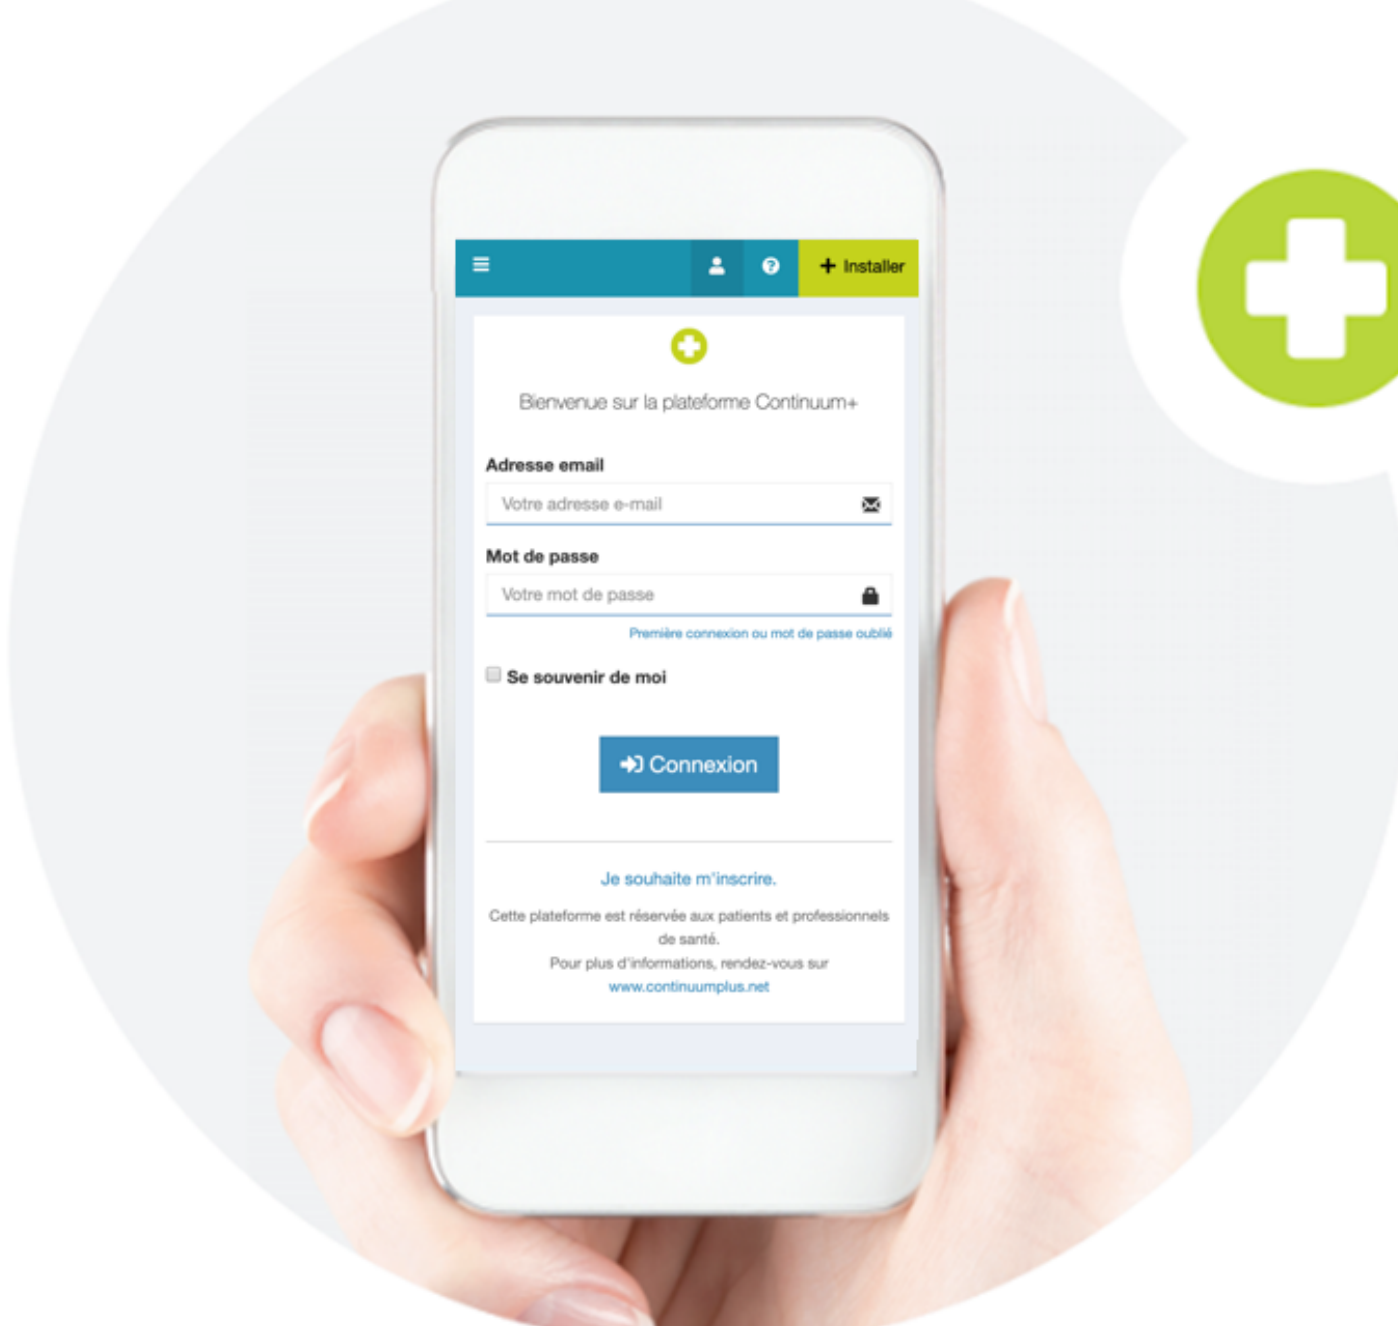 + Installer
Bienvenue sur la plateforme Continuum+
Adresse email
Votre adresse e-mail
Mot de passe
Votre mot de passe
Première connexion ou mot de passe oublié
Se souvenir de moi
Connexion
Je souhaite m'inscrire.
Cette plateforme est réservée aux patients et professionnels
de santé.
Pour plus d'informations, rendez-vous sur
www.continuumplus.net